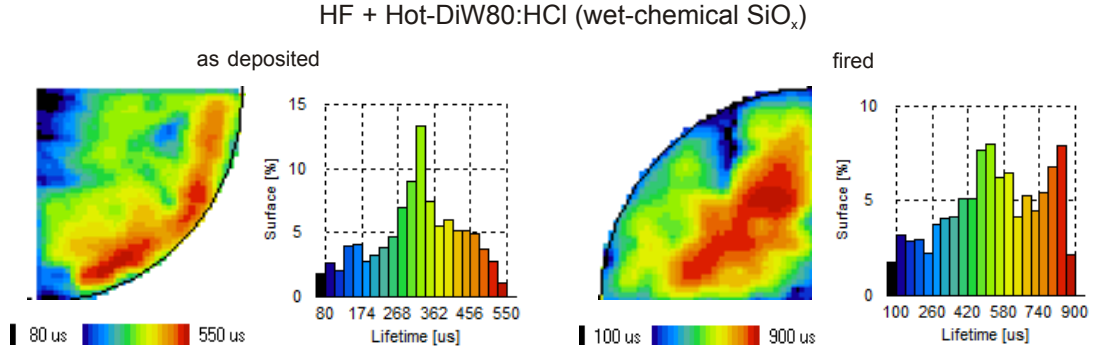 HF + Hot-DiW80:HCl (wet-chemical SiOx)
as deposited
fired
15
10
5
0
Surface [%]
80 174 268 362 456 550
Lifetime [us]
80 us 550 us
10
5
0
Surface [%]
100 260 420 580 740 900
Lifetime [us]
100 us 900 us